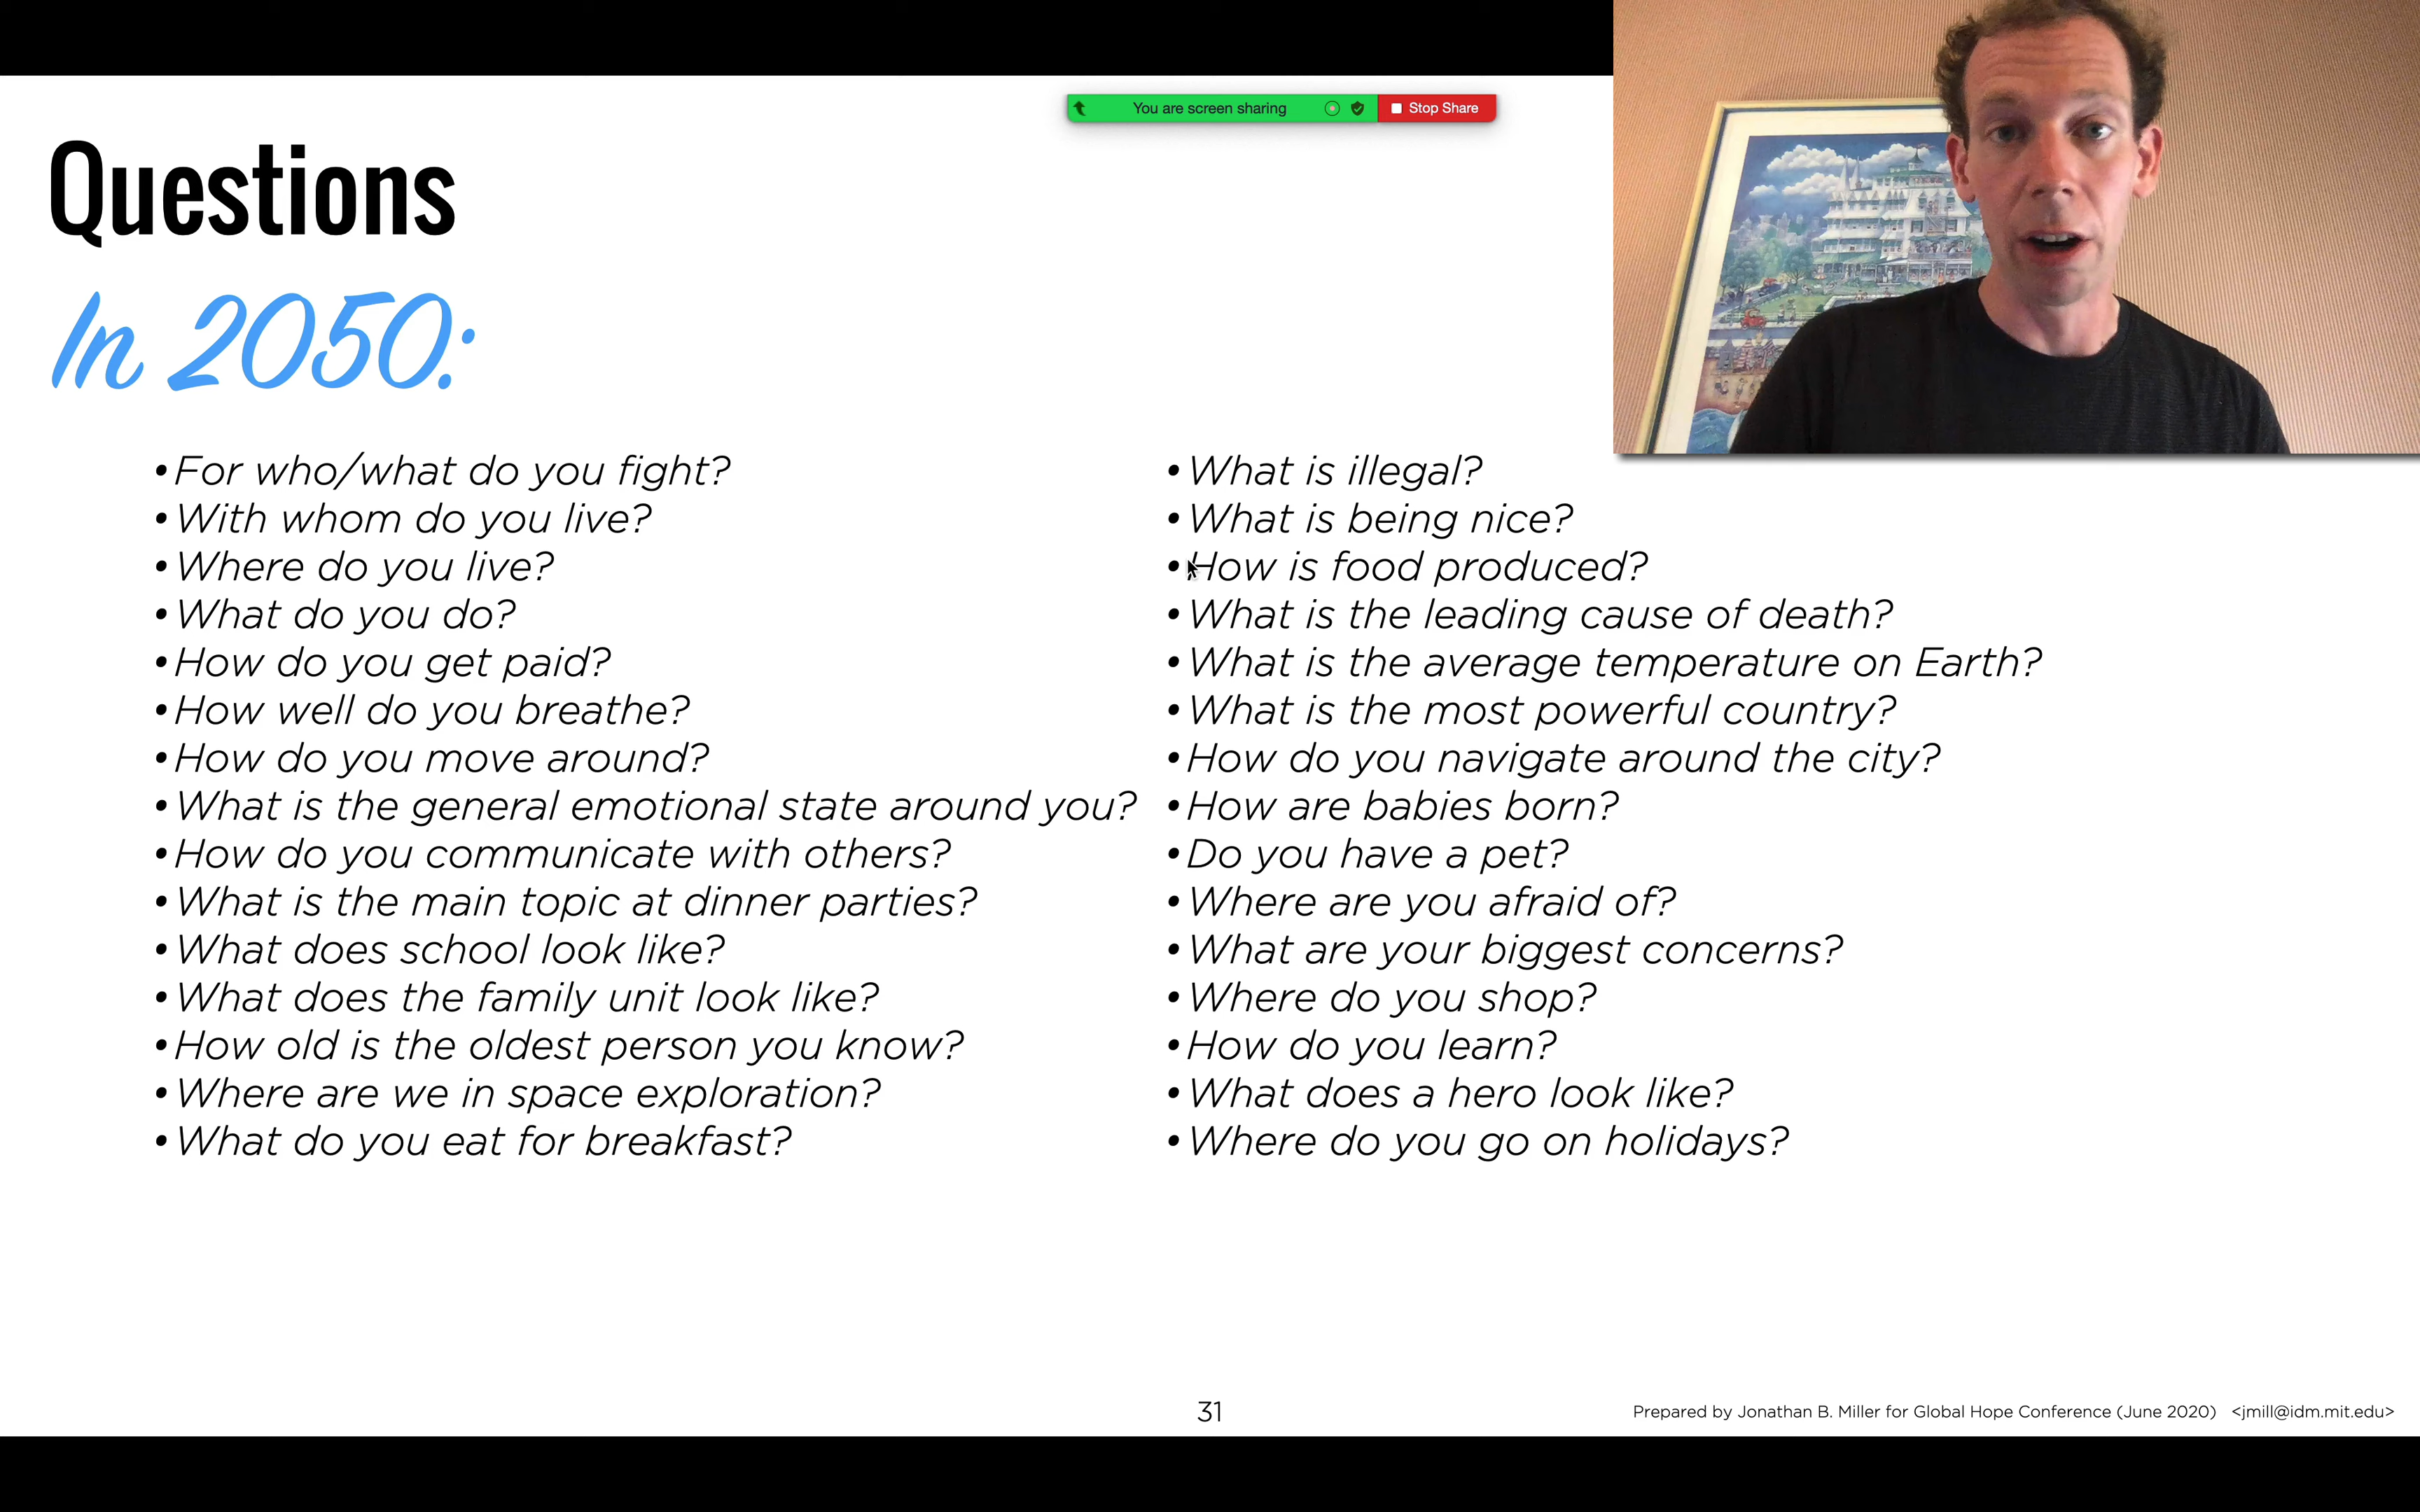 You are screen sharing
Stop Share
Questions
In 2050:
•For who/what do you fight?
•With whom do you live?
•Where do you live?
•What do you do?
•How do you get paid?
•How well do you breathe?
•How do you move around?
•What is the general emotional state around you?
•How do you communicate with others?
•What is the main topic at dinner parties?
•What does school look like?
•What does the family unit look like?
•How old is the oldest person you know?
•Where are we in space exploration?
•What do you eat for breakfast?
•What is illegal?
•What is being nice?
•How is food produced?
•What is the leading cause of death?
•What is the average temperature on Earth?
•What is the most powerful country?
•How do you navigate around the city?
•How are babies born?
•Do you have a pet?
•Where are you afraid of?
•What are your biggest concerns?
•Where do you shop?
•How do you learn?
•What does a hero look like?
•Where do you go on holidays?
31
Prepared by Jonathan B. Miller for Global Hope Conference (June 2020) <jmill@idm.mit.edu>